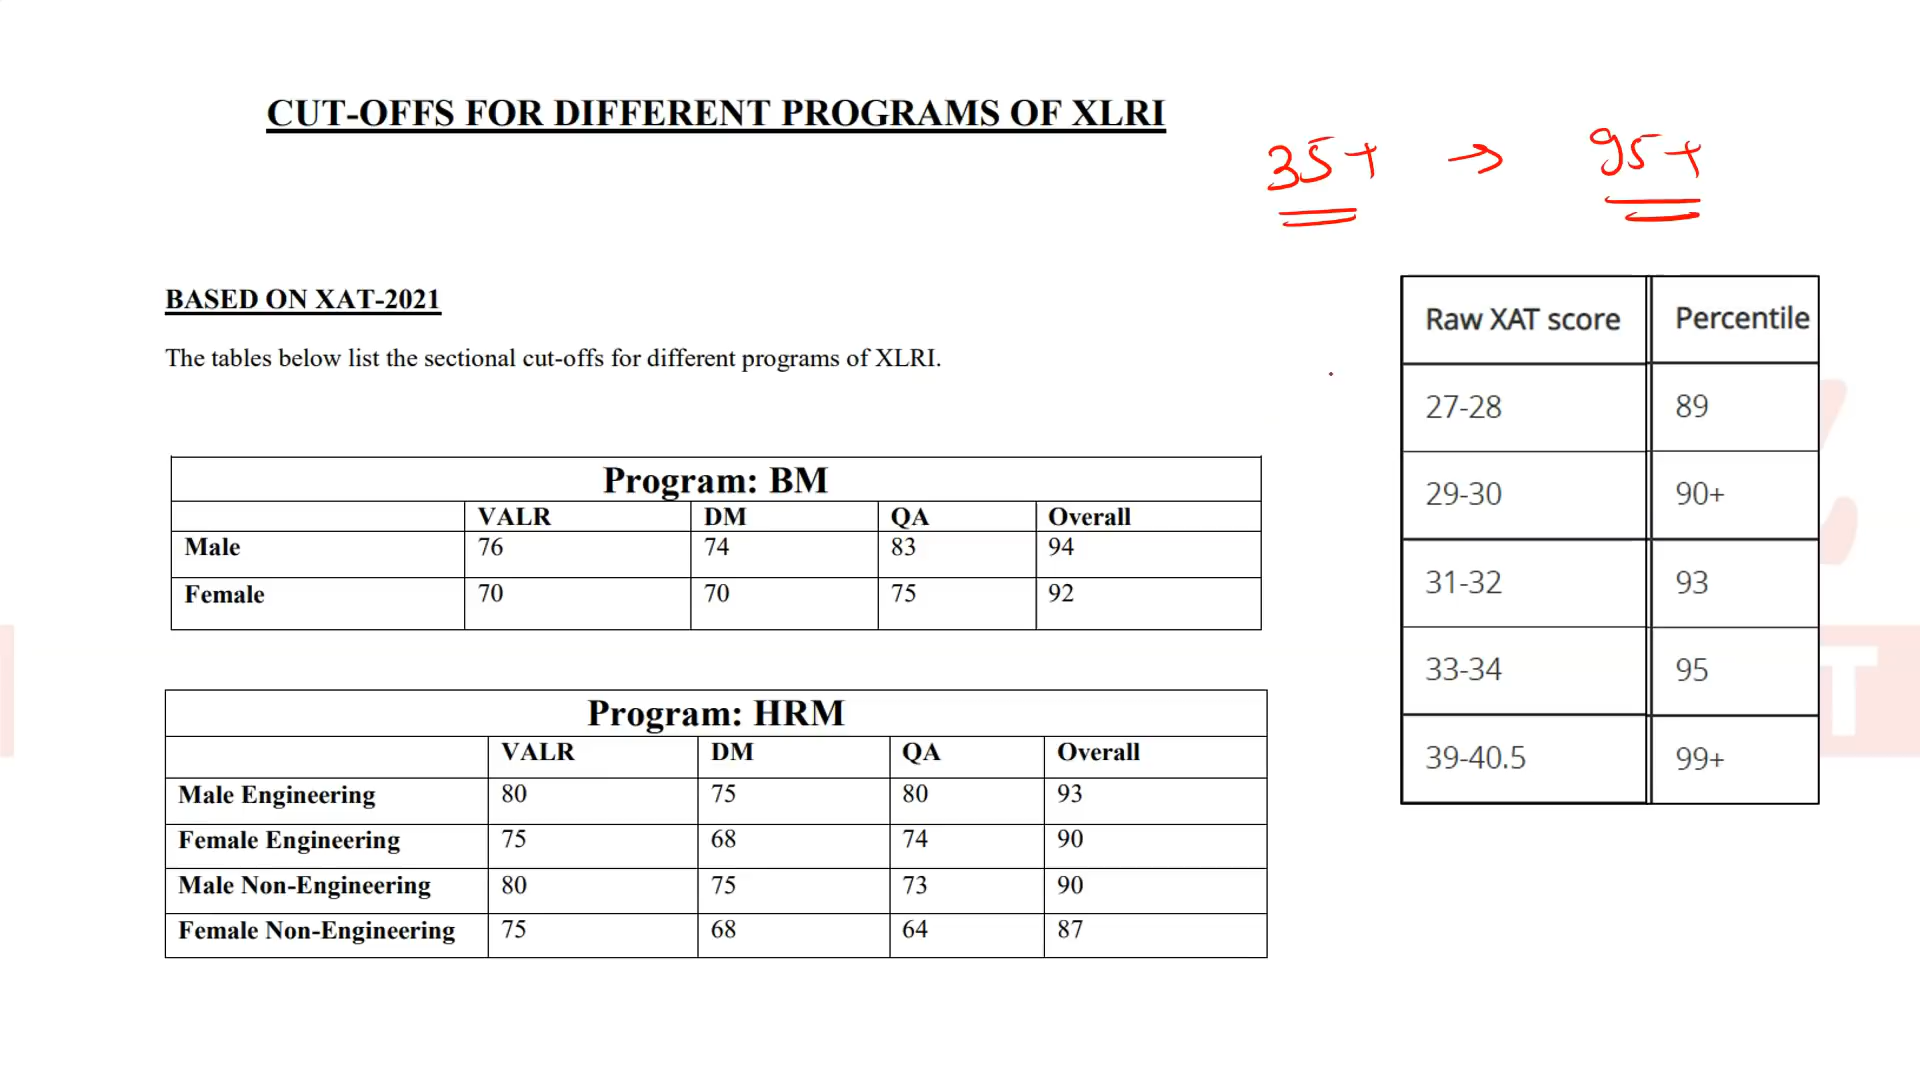 CUT-OFFS FOR DIFFERENT PROGRAMS OF XLRI
35+ → 95+
BASED ON XAT-2021
The tables below list the sectional cut-offs for different programs of XLRI.
Program: BM
VALR DM QA Overall
Male 76 74 83 94
Female 70 70 75 92
Program: HRM
VALR DM QA Overall
Male Engineering 80 75 80 93
Female Engineering 75 68 74 90
Male Non-Engineering 80 75 73 90
Female Non-Engineering 75 68 64 87
Raw XAT score Percentile
27-28 89
29-30 90+
31-32 93
33-34 95
39-40.5 99+
T